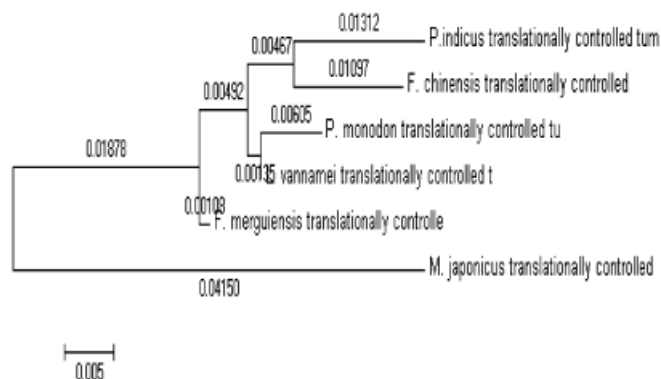 0.01312
P.indicus translationally controlled tum
0.00467
0.01097
F. chinensis translationally controlled
0.00492
0.00605
P. monodon translationally controlled tu
0.01878
0.00135
vannamei translationally controlled t
0.00108
F. merguiensis translationally controlle
M. japonicus translationally controlled
0.04150
0.005